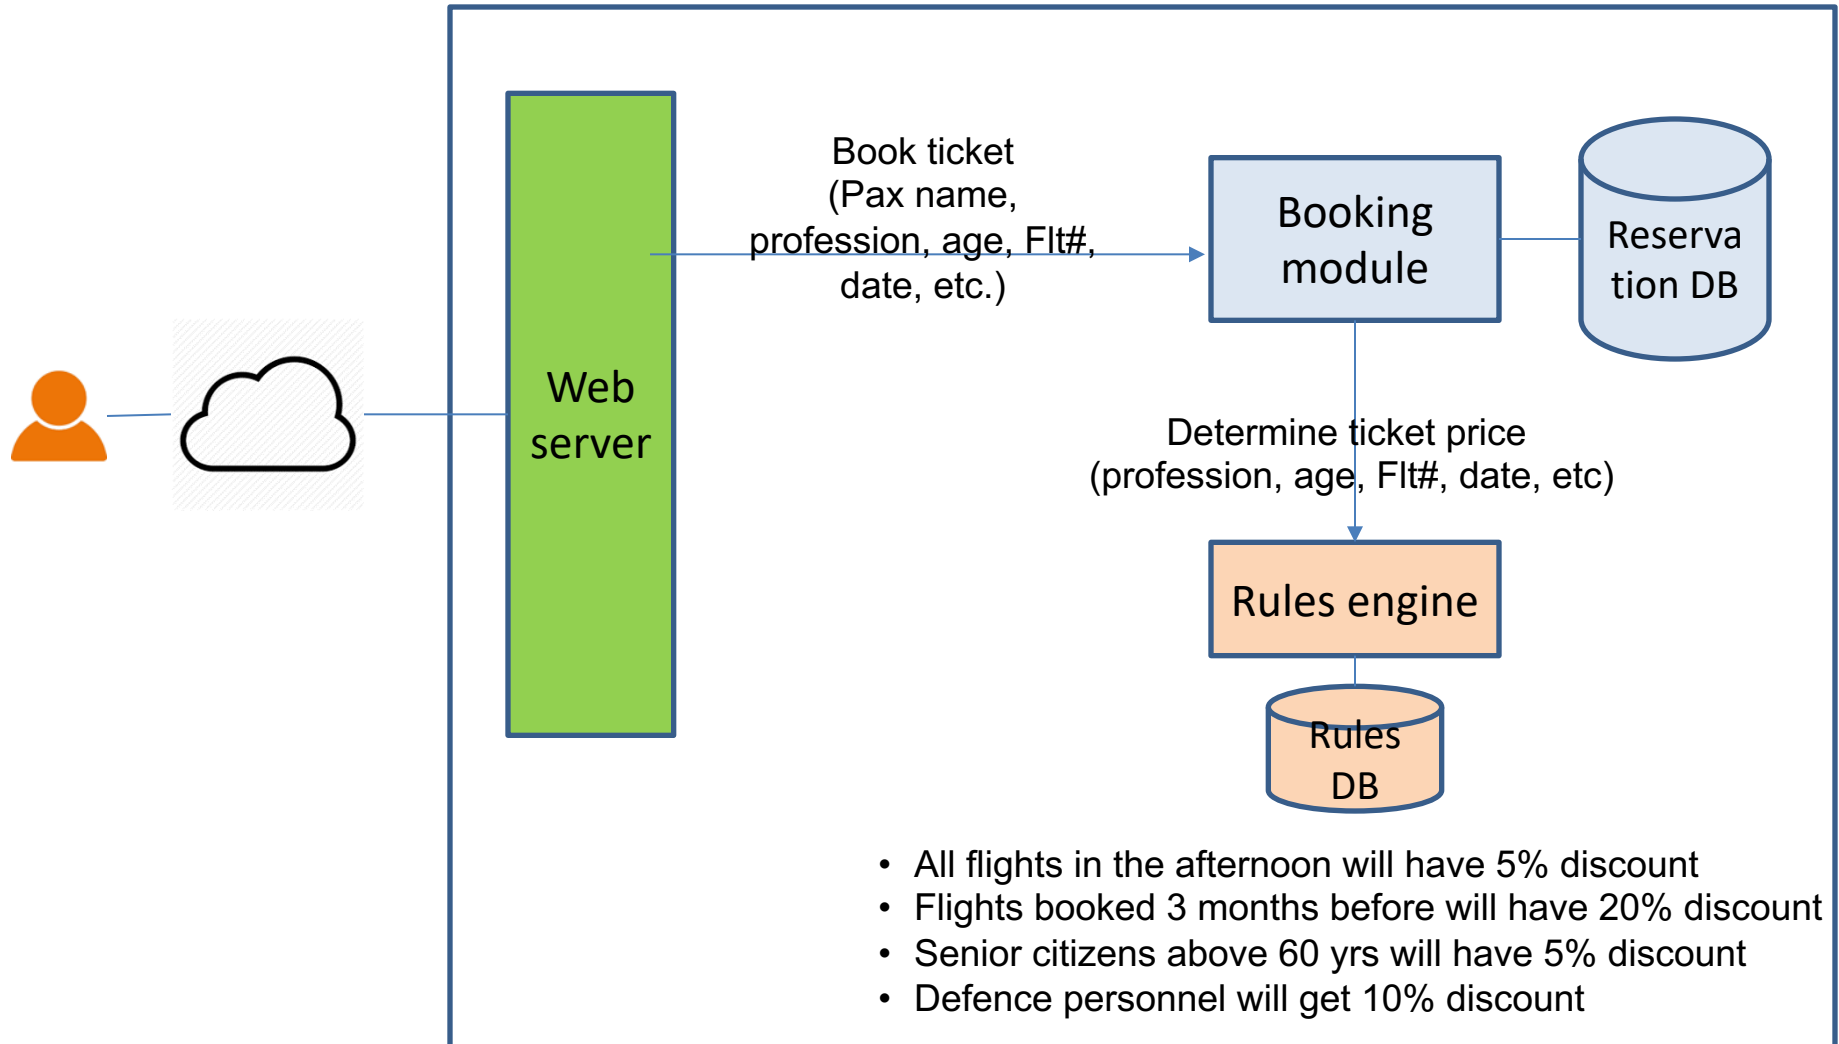 Book ticket
(Pax name,
profession, age, Flt#,
date, etc.)
Booking
module
Reserva
tion DB
Web
server
Determine ticket price
(profession, age, Flt#, date, etc)
Rules engine
Rules
DB
• All flights in the afternoon will have 5% discount
• Flights booked 3 months before will have 20% discount
• Senior citizens above 60 yrs will have 5% discount
• Defence personnel will get 10% discount